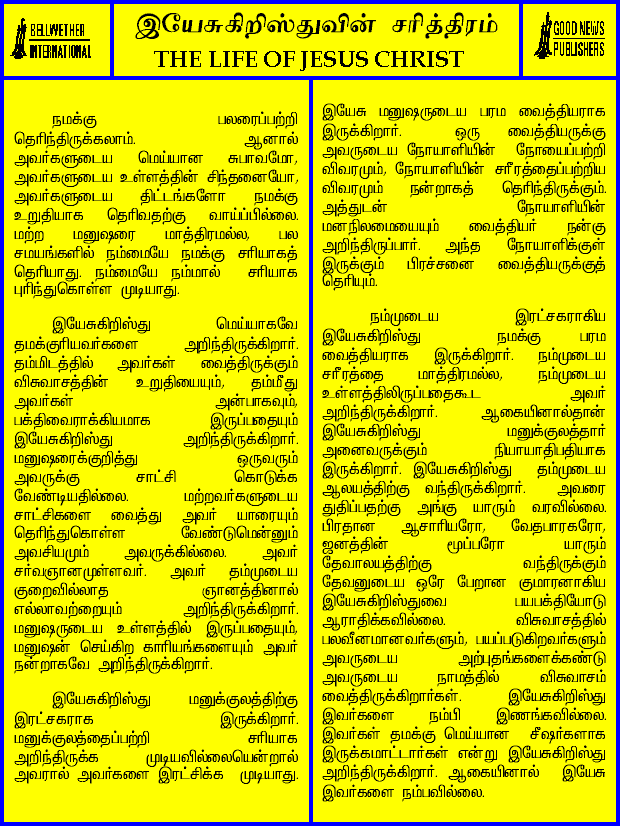 BELLWETHER
INTERNATIONAL
இயேசுகிறிஸ்துவின் சரித்திரம்
THE LIFE OF JESUS CHRIST
GOOD NEWS
PUBLISHERS
நமக்கு பலரைப்பற்றி
தெரிந்திருக்கலாம். ஆனால்
அவர்களுடைய மெய்யான சுபாவமோ,
அவர்களுடைய உள்ளத்தின் சிந்தனையோ,
அவர்களுடைய திட்டங்களோ நமக்கு
உறுதியாக தெரிவதற்கு வாய்ப்பில்லை.
மற்ற மனுஷரை மாத்திரமல்ல, பல
சமயங்களில் நம்மையே நமக்கு சரியாகத்
தெரியாது. நம்மையே நம்மால் சரியாக
புரிந்துகொள்ள முடியாது.
இயேசுகிறிஸ்து மெய்யாகவே
தமக்குரியவர்களை அறிந்திருக்கிறார்.
தம்மிடத்தில் அவர்கள் வைத்திருக்கும்
விசுவாசத்தின் உறுதியையும், தம்மீது
அவர்கள் அன்பாகவும்,
பக்திவைராக்கியமாக இருப்பதையும்
இயேசுகிறிஸ்து அறிந்திருக்கிறார்.
மனுஷரைக்குறித்து ஒருவரும்
அவருக்கு சாட்சி கொடுக்க
வேண்டியதில்லை. மற்றவர்களுடைய
சாட்சிகளை வைத்து அவர் யாரையும்
தெரிந்துகொள்ள வேண்டுமென்னும்
அவசியமும் அவருக்கில்லை. அவர்
சர்வஞானமுள்ளவர். அவர் தம்முடைய
குறைவில்லாத ஞானத்தினால்
எல்லாவற்றையும் அறிந்திருக்கிறார்.
மனுஷருடைய உள்ளத்தில் இருப்பதையும்,
மனுஷன் செய்கிற காரியங்களையும் அவர்
நன்றாகவே அறிந்திருக்கிறார்.
இயேசுகிறிஸ்து மனுக்குலத்திற்கு
இரட்சகராக இருக்கிறார்.
மனுக்குலத்தைப்பற்றி சரியாக
அறிந்திருக்க முடியவில்லையென்றால்
அவரால் அவர்களை இரட்சிக்க முடியாது.
இயேசு மனுஷருடைய பரம வைத்தியராக
இருக்கிறார். ஒரு வைத்தியருக்கு
அவருடைய நோயாளியின் நோயைப்பற்றி
விவரமும், நோயாளியின் சரீரத்தைப்பற்றிய
விவரமும் நன்றாகத் தெரிந்திருக்கும்.
அத்துடன் நோயாளியின்
மனநிலமையையும் வைத்தியர் நன்கு
அறிந்திருப்பார். அந்த நோயாளிக்குள்
இருக்கும் பிரச்சனை வைத்தியருக்குத்
தெரியும்.
நம்முடைய இரட்சகராகிய
இயேசுகிறிஸ்து நமக்கு பரம
வைத்தியராக இருக்கிறார். நம்முடைய
சரீரத்தை மாத்திரமல்ல, நம்முடைய
உள்ளத்திலிருப்பதைகூட அவர்
அறிந்திருக்கிறார். ஆகையினால்தான்
இயேசுகிறிஸ்து மனுக்குலத்தார்
அனைவருக்கும் நியாயாதிபதியாக
இருக்கிறார். இயேசுகிறிஸ்து தம்முடைய
ஆலயத்திற்கு வந்திருக்கிறார். அவரை
துதிப்பதற்கு அங்கு யாரும் வரவில்லை.
பிரதான ஆசாரியரோ, வேதபாரகரோ,
ஜனத்தின் மூப்பரோ யாரும்
தேவாலயத்திற்கு வந்திருக்கும்
தேவனுடைய ஒரே பேறான குமாரனாகிய
இயேசுகிறிஸ்துவை பயபக்தியோடு
ஆராதிக்கவில்லை. விசுவாசத்தில்
பலவீனமானவர்களும், பயப்படுகிறவர்களும்
அவருடைய அற்புதங்களைக்கண்டு
அவருடைய நாமத்தில் விசுவாசம்
வைத்திருக்கிறார்கள். இயேசுகிறிஸ்து
இவர்களை நம்பி இணங்கவில்லை.
இவர்கள் தமக்கு மெய்யான சீஷர்களாக
இருக்கமாட்டார்கள் என்று இயேசுகிறிஸ்து
அறிந்திருக்கிறார். ஆகையினால் இயேசு
இவர்களை நம்பவில்லை.